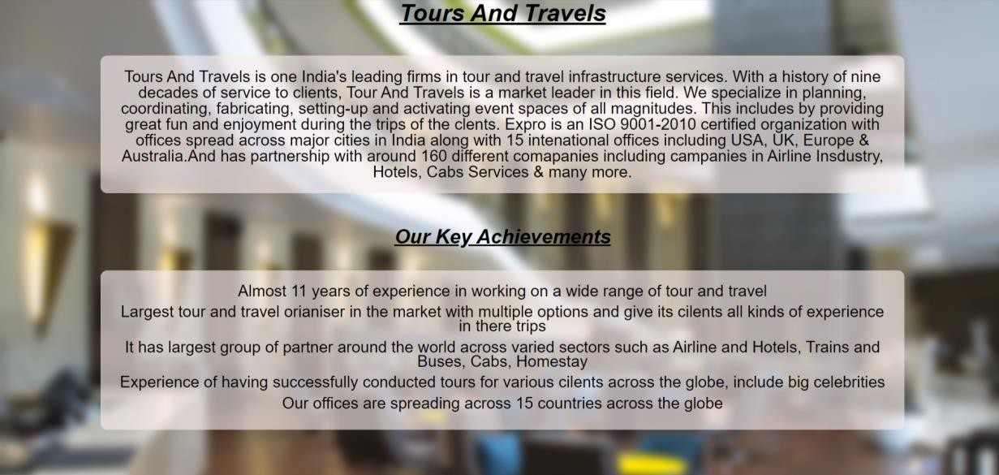 Tours And Travels
Tours And Travels is one India's leading firms in tour and travel infrastructure services. With a history of nine
decades of service to clients, Tour And Travels is a market leader in this field. We specialize in planning,
coordinating, fabricating, setting-up and activating event spaces of all magnitudes. This includes by providing
great fun and enjoyment during the trips of the clents. Expro is an ISO 9001-2010 certified organization with
offices spread across major cities in India along with 15 intenational offices including USA, UK, Europe &
Australia.And has partnership with around 160 different comapanies including campanies in Airline Insdustry,
Hotels, Cabs Services & many more.
Our Key Achievements
Almost 11 years of experience in working on a wide range of tour and travel
Largest tour and travel orianiser in the market with multiple options and give its cilents all kinds of experience
in there trips
It has largest group of partner around the world across varied sectors such as Airline and Hotels, Trains and
Buses, Cabs, Homestay
Experience of having successfully conducted tours for various cilents across the globe, include big celebrities
Our offices are spreading across 15 countries across the globe